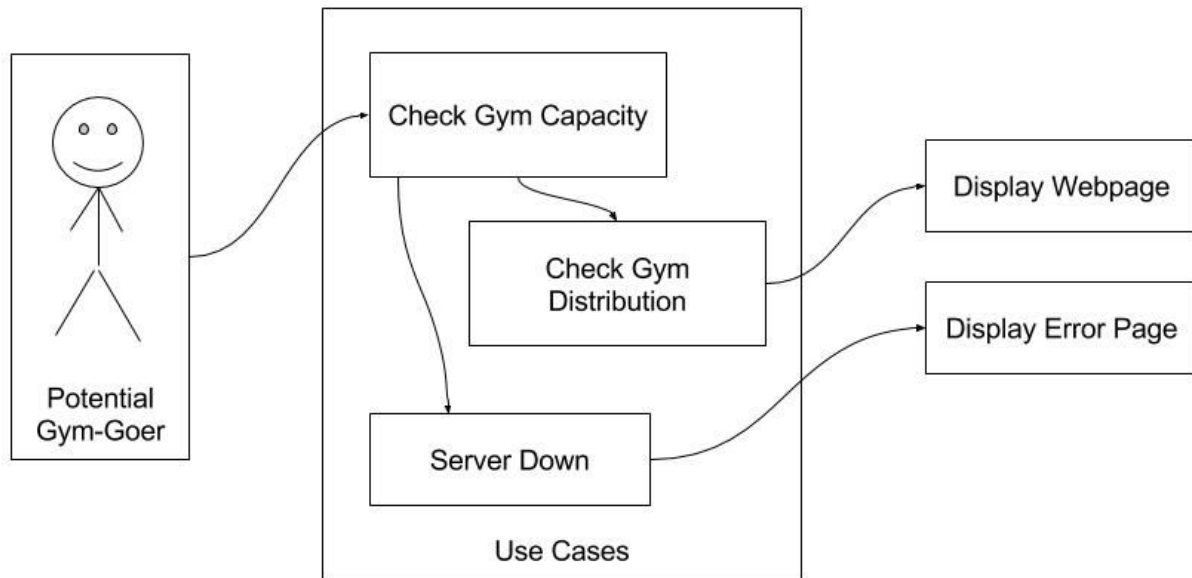 Potential
Gym-Goer
Check Gym Capacity
Check Gym
Distribution
Server Down
Use Cases
Display Webpage
Display Error Page